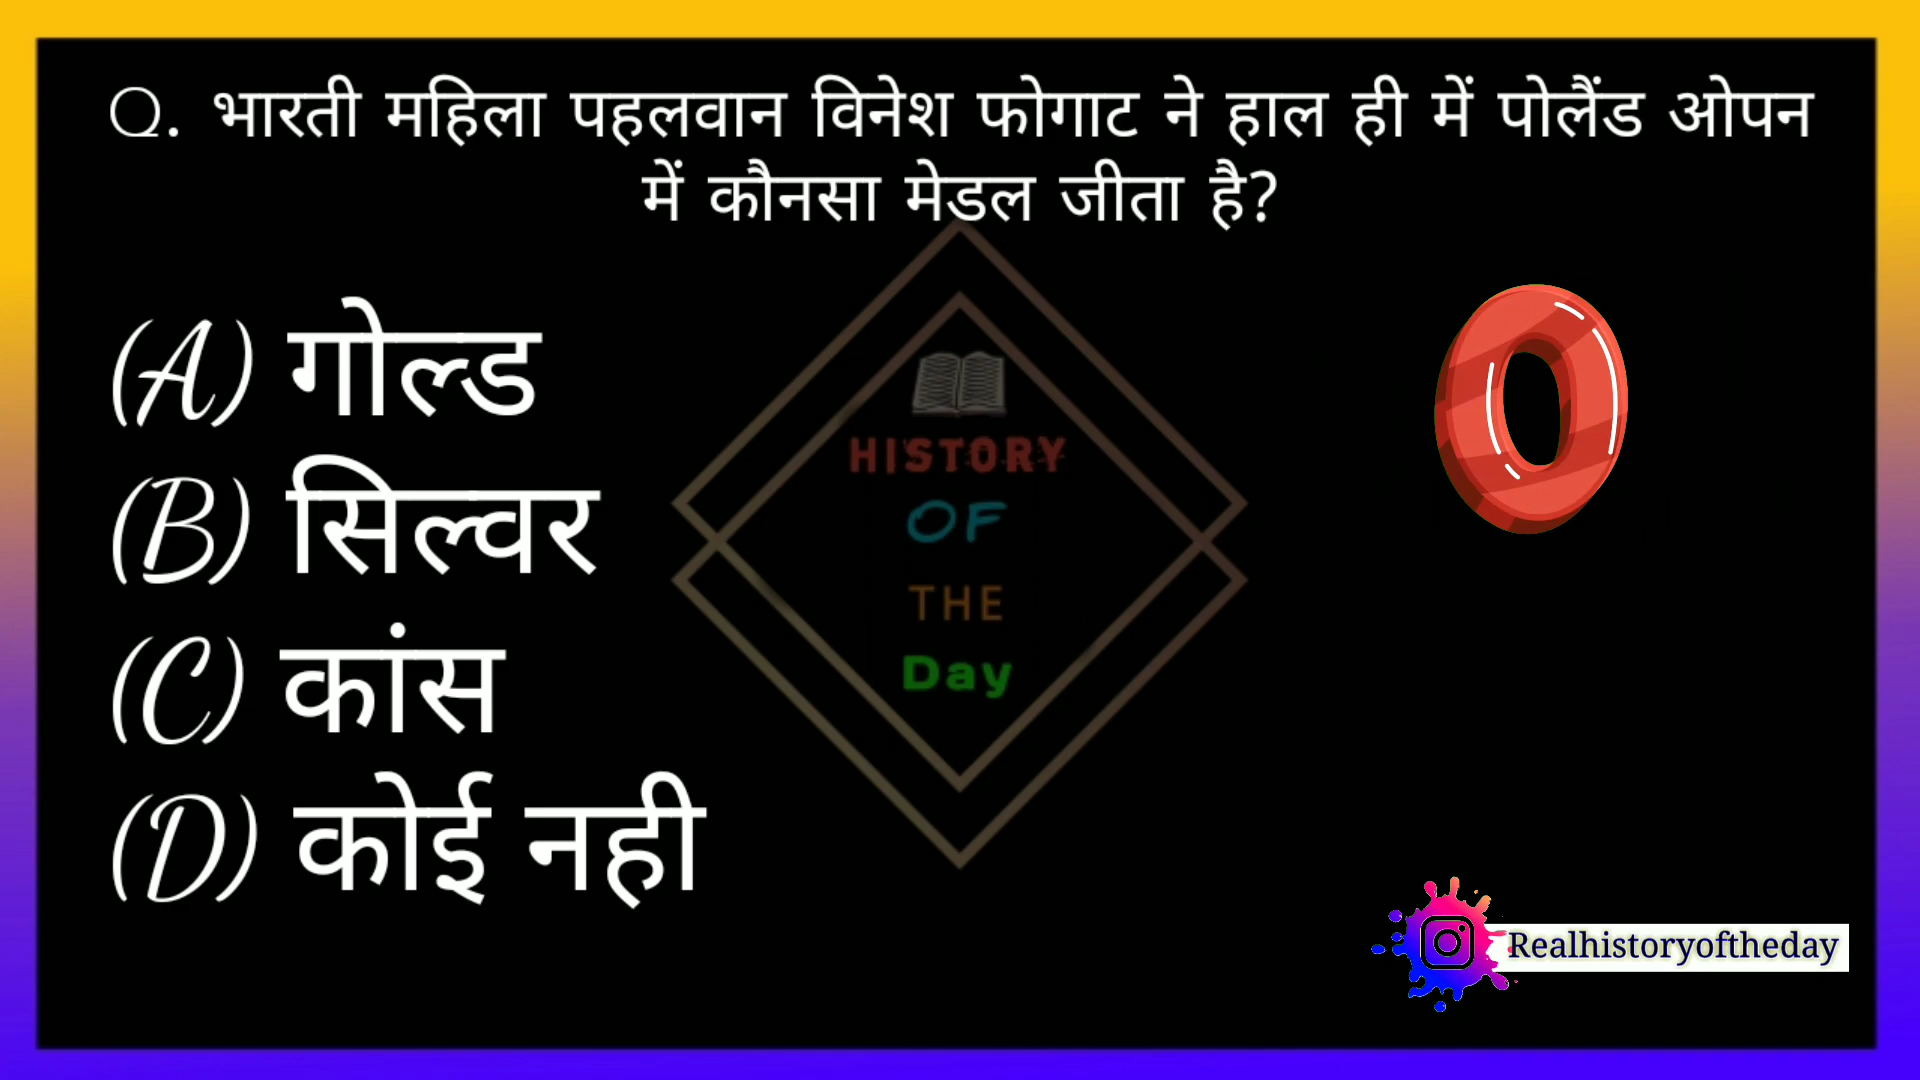 Q. भारती महिला पहलवान विनेश फोगाट ने हाल ही में पोलैंड ओपन
में कौनसा मेडल जीता है?
(A) गोल्ड
(B) सिल्वर
(C) कांस
(D) कोई नही
0
HISTORY
OF
THE
Day
Realhistoryoftheday